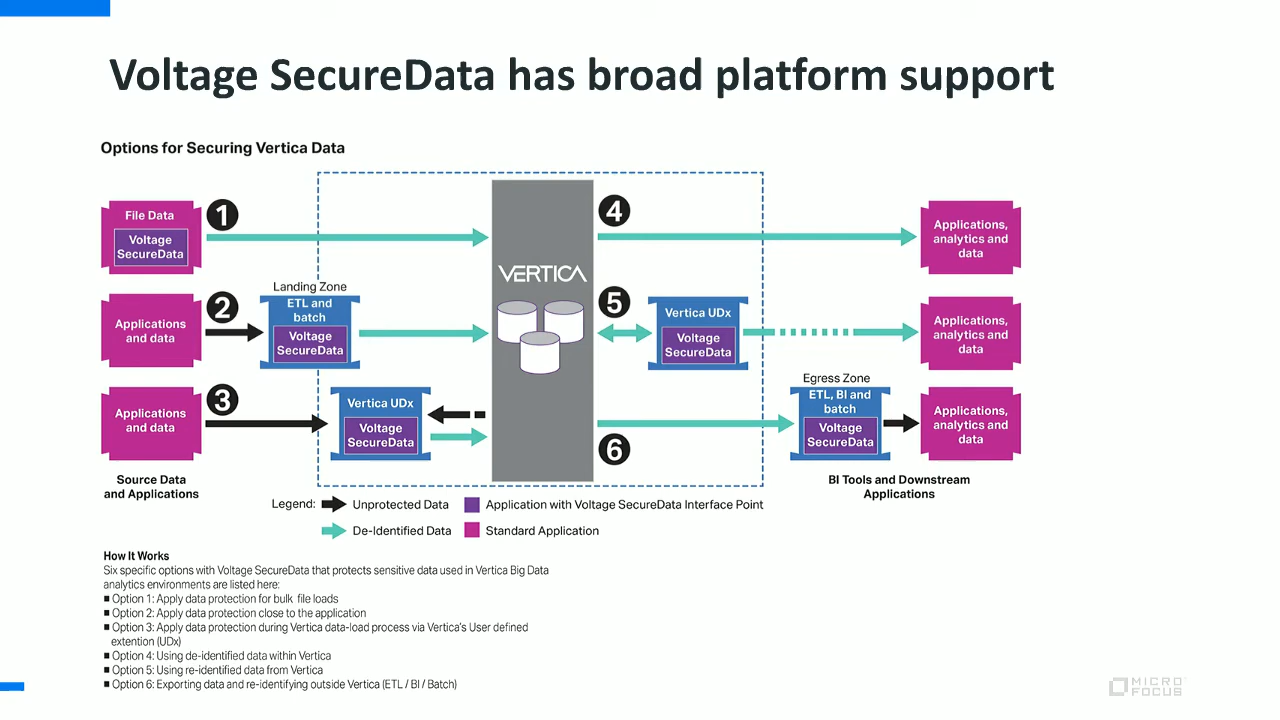 Voltage SecureData has broad platform support
Options for Securing Vertica Data
1
File Data
Voltage
SecureData
4
Applications,
analytics and
data
VERTICA
2
Applications
and data
Landing Zone
ETL and
batch
Voltage
SecureData
5
Vertica UDx
Voltage
SecureData
Applications,
analytics and
data
3
Applications
and data
Vertica UDx
Voltage
SecureData
6
Egress Zone
ETL, BI and
batch
Voltage
SecureData
Applications,
analytics and
data
Source Data
and Applications
BI Tools and Downstream
Applications
Legend:
Unprotected Data
Application with Voltage SecureData Interface Point
De-Identified Data
Standard Application
How It Works
Six specific options with Voltage SecureData that protects sensitive data used in Vertica Big Data
analytics environments are listed here:
■ Option 1: Apply data protection for bulk file loads
■ Option 2: Apply data protection close to the application
■ Option 3: Apply data protection during Vertica data-load process via Vertica's User defined
extention (UDx)
■ Option 4: Using de-identified data within Vertica
■ Option 5: Using re-identified data from Vertica
■ Option 6: Exporting data and re-identifying outside Vertica (ETL / BI / Batch)
MICRO
FOCUS